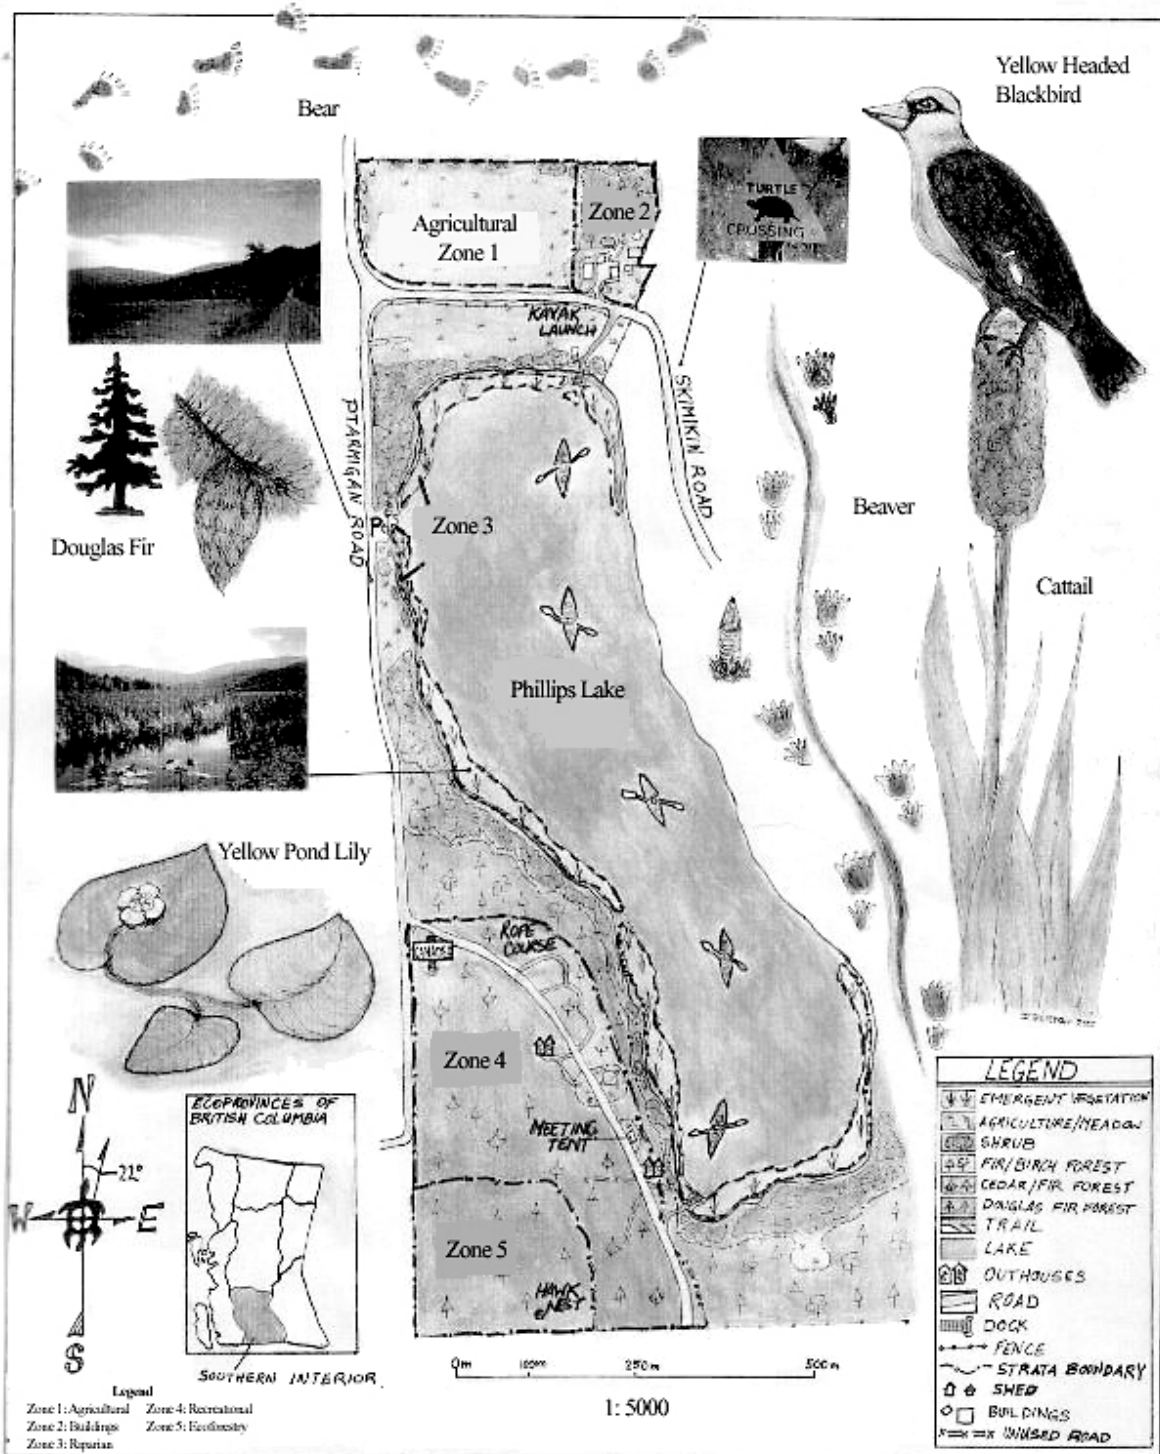 Yellow Headed
Blackbird
Bear
TURTLE
CROSSING
Agricultural
Zone 1
Zone 2
KAYAK
LAUNCH
SKIMIKIN ROAD
PTARMIGAN ROAD
P
Zone 3
Beaver
Douglas Fir
Cattail
Phillips Lake
Yellow Pond Lily
ROPE
COURSE
Zone 4
MEETING
TENT
Zone 5
HAWK
NEST
N
21°
W
E
S
ECOPROVINCES OF
BRITISH COLUMBIA
SOUTHERN INTERIOR
0m 100m 250m 500m
1: 5000
Legend
Zone 1: Agricultural Zone 4: Recreational
Zone 2: Buildings Zone 5: Ecoforestry
Zone 3: Riparian
LEGEND
EMERGENT VEGETATION
AGRICULTURE/MEADOW
SHRUB
FIR/BIRCH FOREST
CEDAR/FIR FOREST
DOUGLAS FIR FOREST
TRAIL
LAKE
OUTHOUSES
ROAD
DOCK
FENCE
STRATA BOUNDARY
SHED
BUILDINGS
UNUSED ROAD